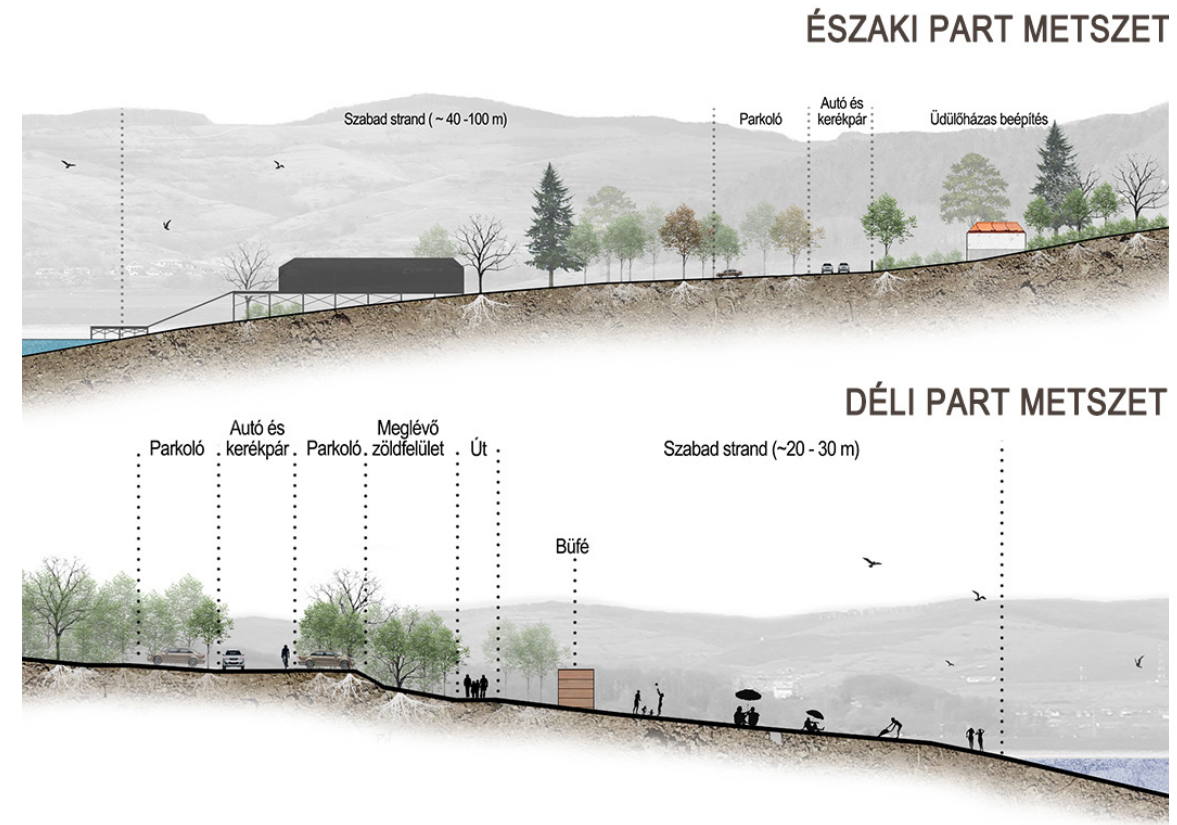 ÉSZAKI PART METSZET
Szabad strand ( ~ 40 -100 m)
Parkoló
Autó és
kerékpár
Üdülőházas beépítés
DÉLI PART METSZET
Parkoló
Autó és
kerékpár
Parkoló
Meglévő
zöldfelület
Út
Szabad strand (~20 - 30 m)
Büfé